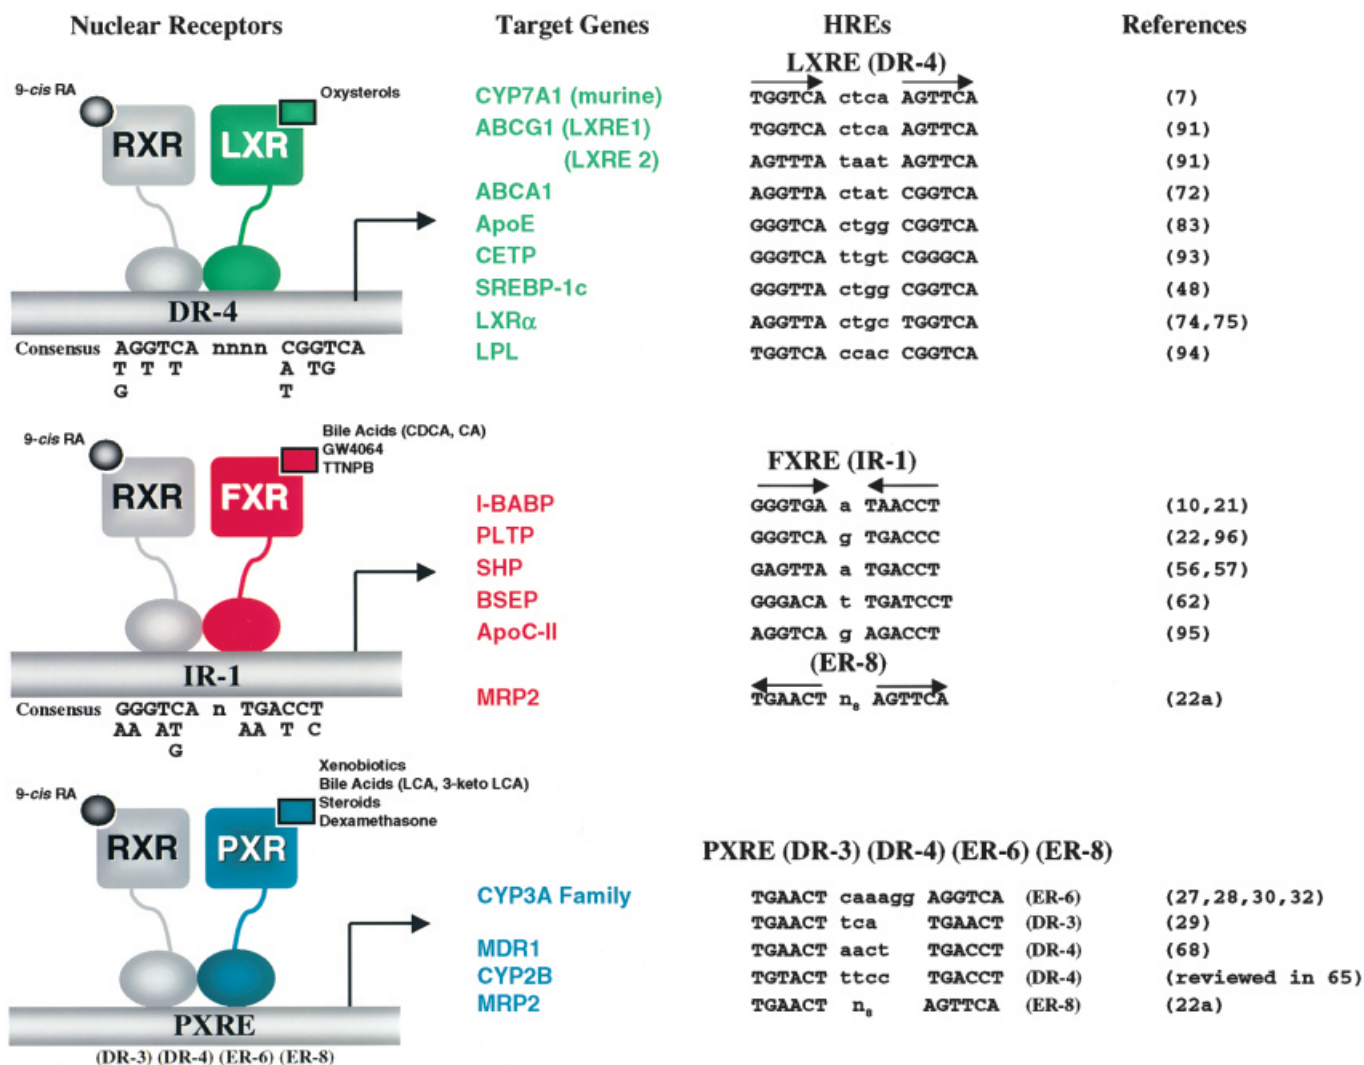 Nuclear Receptors Target Genes HREs References
LXRE (DR-4)
9-cis RA
Oxysterols
RXR LXR
CYP7A1 (murine) TGGTCA ctca AGTTCA (7)
ABCG1 (LXRE1) TGGTCA ctca AGTTCA (91)
(LXRE 2) AGTTTA taat AGTTCA (91)
ABCA1 AGGTTA ctat CGGTCA (72)
ApoE GGGTCA ctgg CGGTCA (83)
CETP GGGTCA ttgt CGGGCA (93)
SREBP-1c GGGTTA ctgg CGGTCA (48)
LXRα AGGTTA ctgc TGGTCA (74,75)
LPL TGGTCA ccac CGGTCA (94)
DR-4
Consensus AGGTCA nnnn CGGTCA
T T T A TG
G T
9-cis RA
Bile Acids (CDCA, CA)
GW4064
TTNPB
RXR FXR
FXRE (IR-1)
I-BABP GGGTGA a TAACCT (10,21)
PLTP GGGTCA g TGACCC (22,96)
SHP GAGTTA a TGACCT (56,57)
BSEP GGGACA t TGATCCT (62)
ApoC-II AGGTCA g AGACCT (95)
(ER-8)
MRP2 TGAACT n₈ AGTTCA (22a)
IR-1
Consensus GGGTCA n TGACCT
AA AT AA T C
G
9-cis RA
Xenobiotics
Bile Acids (LCA, 3-keto LCA)
Steroids
Dexamethasone
RXR PXR
PXRE (DR-3) (DR-4) (ER-6) (ER-8)
CYP3A Family TGAACT caaagg AGGTCA (ER-6) (27,28,30,32)
TGAACT tca TGAACT (DR-3) (29)
MDR1 TGAACT aact TGACCT (DR-4) (68)
CYP2B TGTACT ttcc TGACCT (DR-4) (reviewed in 65)
MRP2 TGAACT n₈ AGTTCA (ER-8) (22a)
PXRE
(DR-3) (DR-4) (ER-6) (ER-8)